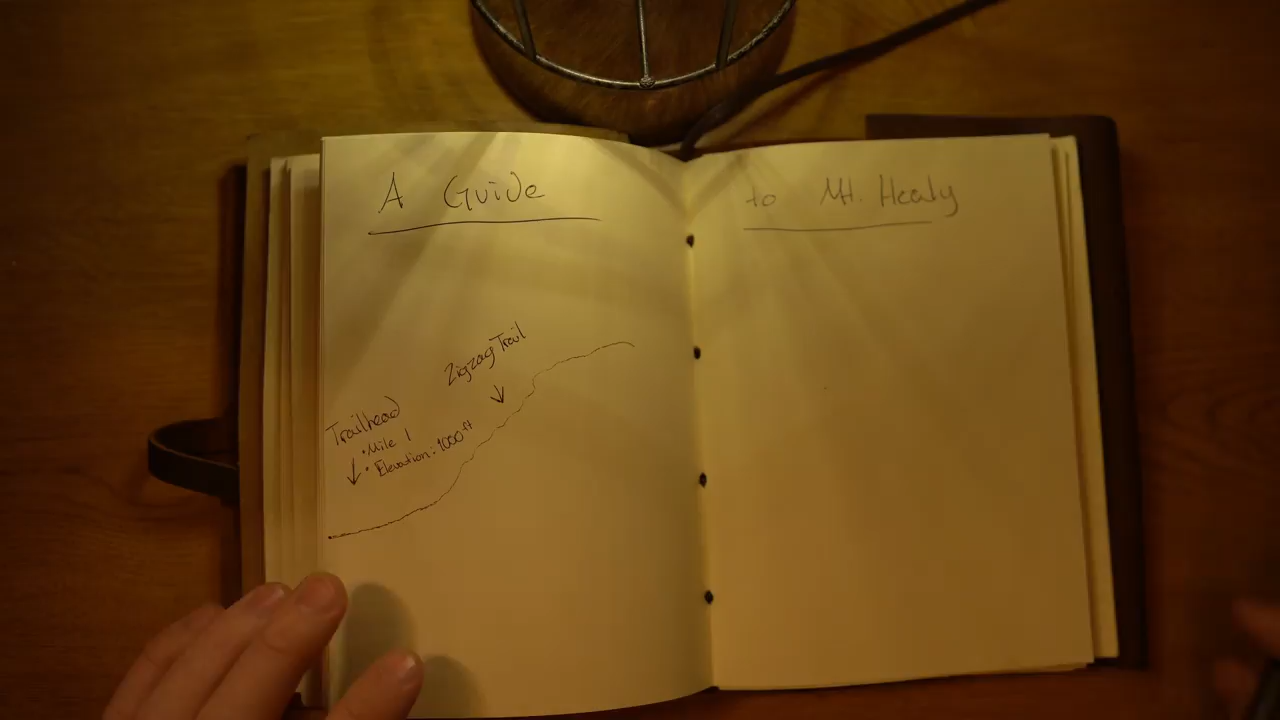 A Guide
to Mt. Healy
Zigzag Trail
Trailhead
• Mile 1
• Elevation: 1000 ft